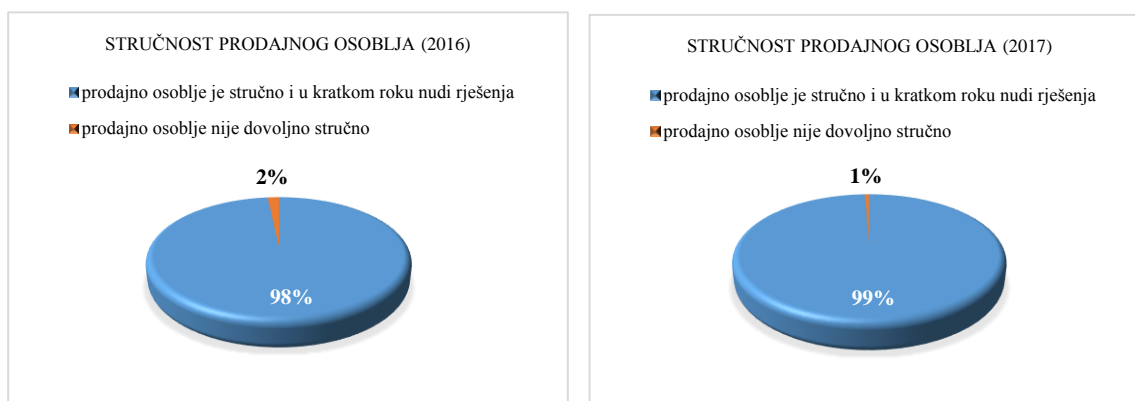 STRUČNOST PRODAJNOG OSOBLJA (2016)
prodajno osoblje je stručno i u kratkom roku nudi rješenja
prodajno osoblje nije dovoljno stručno
2%
98%
STRUČNOST PRODAJNOG OSOBLJA (2017)
prodajno osoblje je stručno i u kratkom roku nudi rješenja
prodajno osoblje nije dovoljno stručno
1%
99%